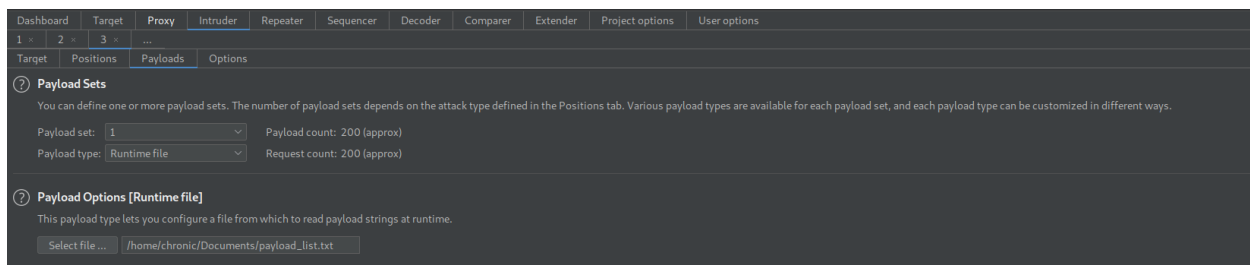 Dashboard Target Proxy Intruder Repeater Sequencer Decoder Comparer Extender Project options User options
1 × 2 × 3 × ...
Target Positions Payloads Options
? Payload Sets
You can define one or more payload sets. The number of payload sets depends on the attack type defined in the Positions tab. Various payload types are available for each payload set, and each payload type can be customized in different ways.
Payload set: 1 Payload count: 200 (approx)
Payload type: Runtime file Request count: 200 (approx)
? Payload Options [Runtime file]
This payload type lets you configure a file from which to read payload strings at runtime.
Select file ... /home/chronic/Documents/payload_list.txt